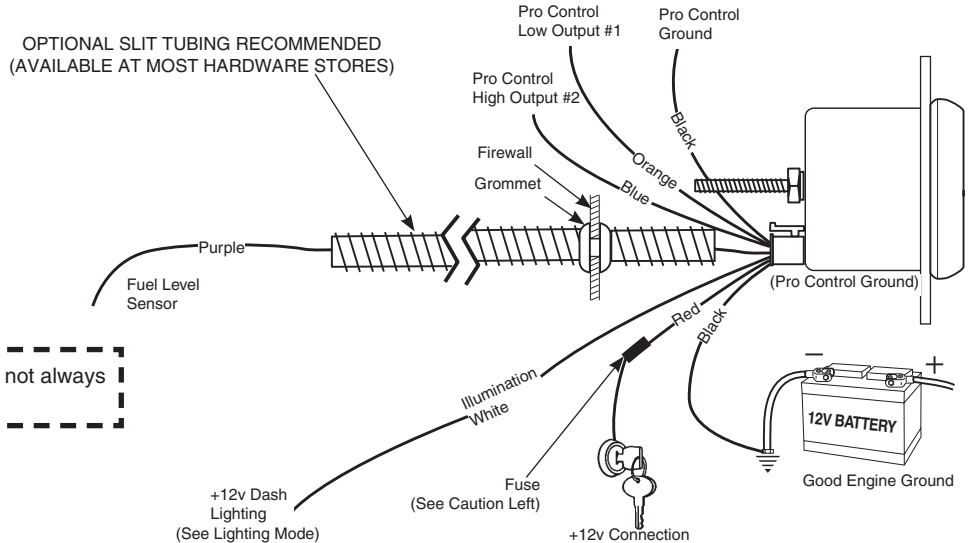 OPTIONAL SLIT TUBING RECOMMENDED
(AVAILABLE AT MOST HARDWARE STORES)
Pro Control
Low Output #1
Pro Control
Ground
Pro Control
High Output #2
Black
Orange
Blue
Firewall
Grommet
Purple
Fuel Level
Sensor
(Pro Control Ground)
Red
Black
not always
Illumination
White
12V BATTERY
Good Engine Ground
Fuse
(See Caution Left)
+12v Dash
Lighting
(See Lighting Mode)
+12v Connection